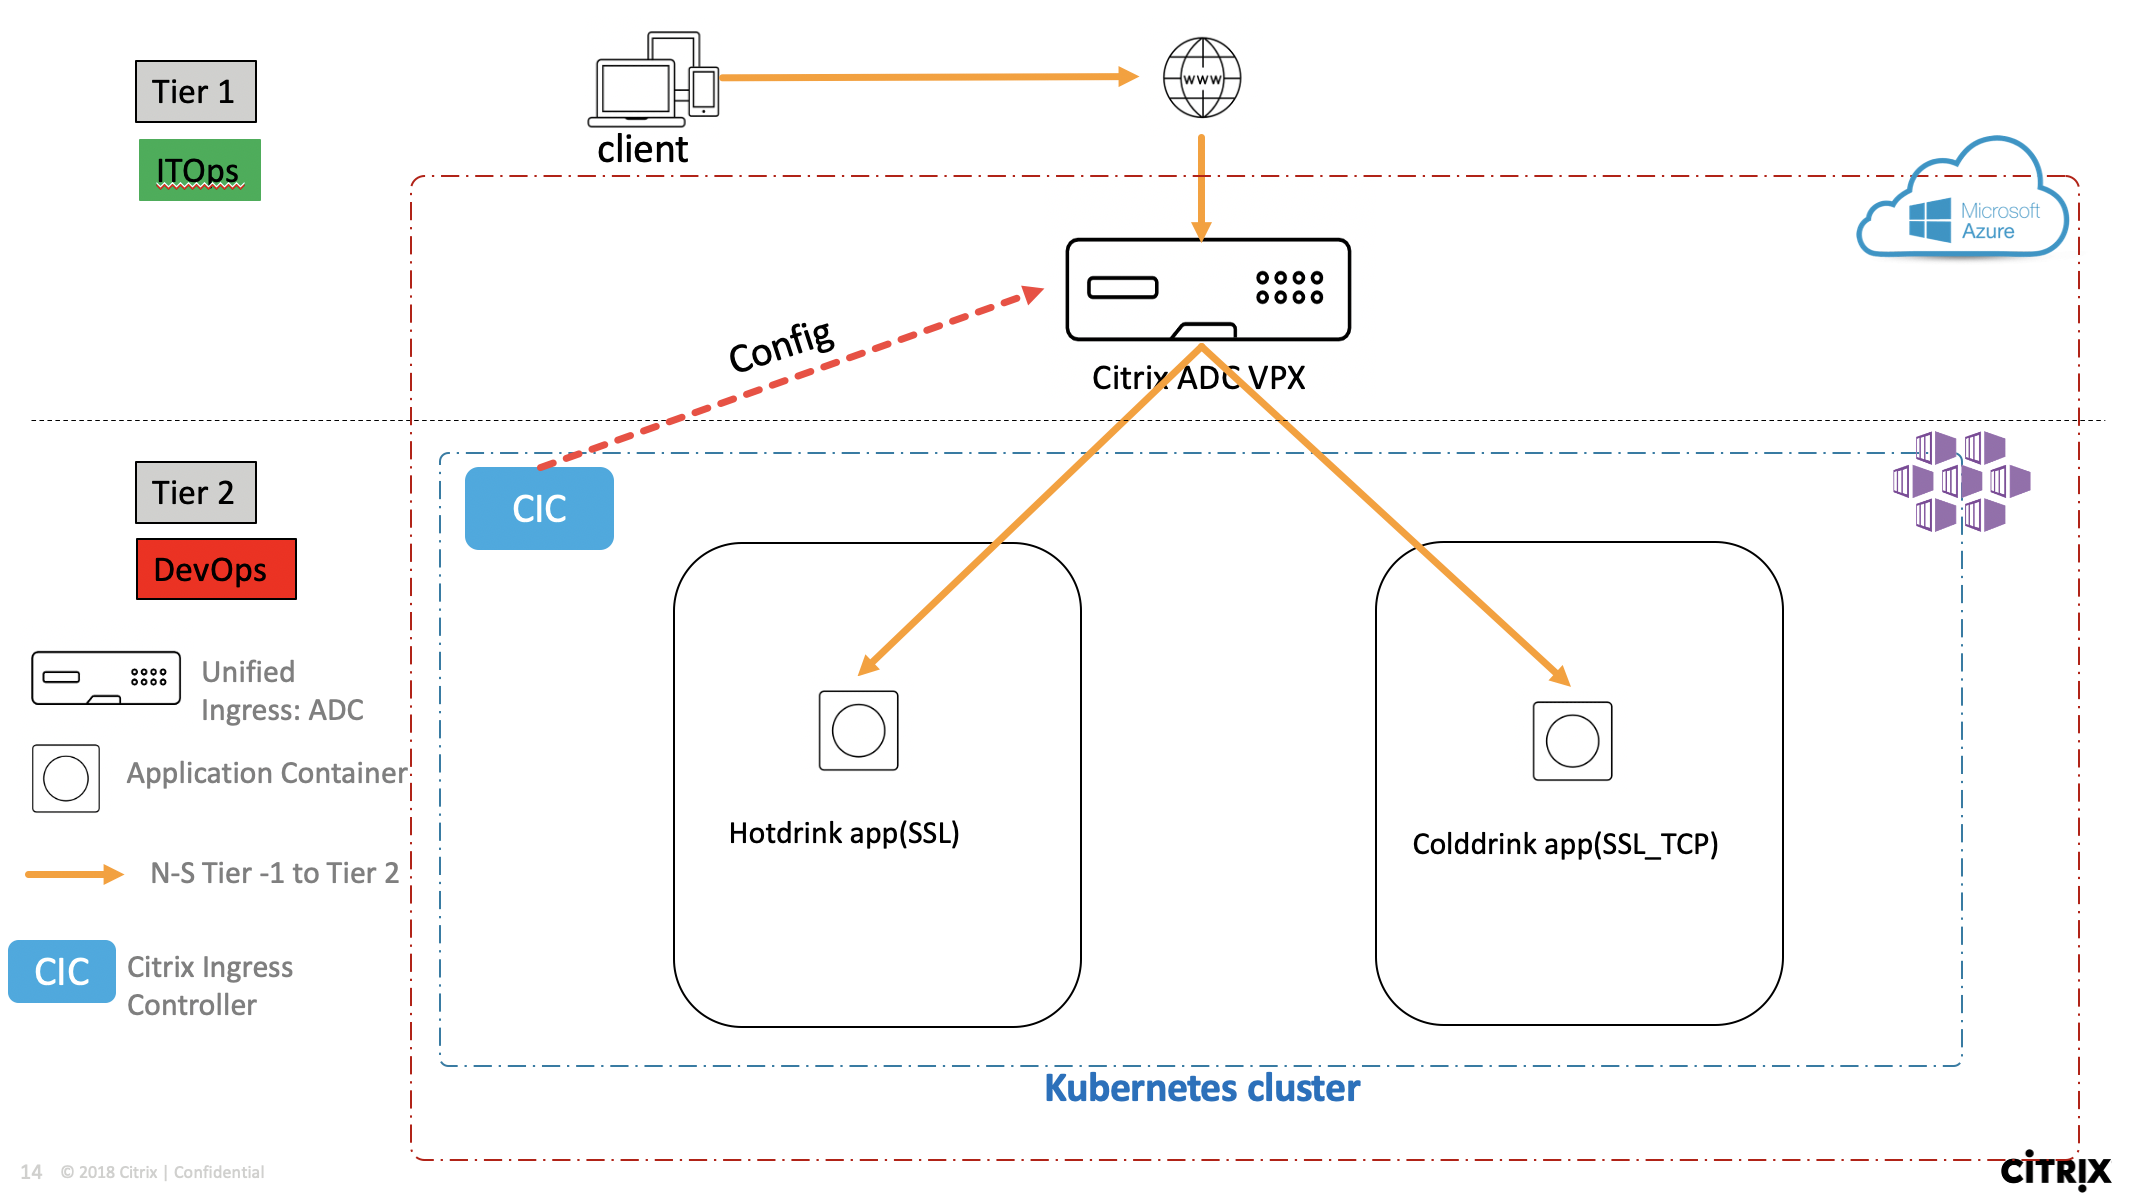 Tier 1
ITOps
client
WWW
Microsoft
Azure
Config
Citrix ADC VPX
Tier 2
DevOps
CIC
Unified
Ingress: ADC
Application Container
Hotdrink app(SSL)
Colddrink app(SSL_TCP)
N-S Tier -1 to Tier 2
CIC
Citrix Ingress
Controller
Kubernetes cluster
14 © 2018 Citrix | Confidential
CiTRIX